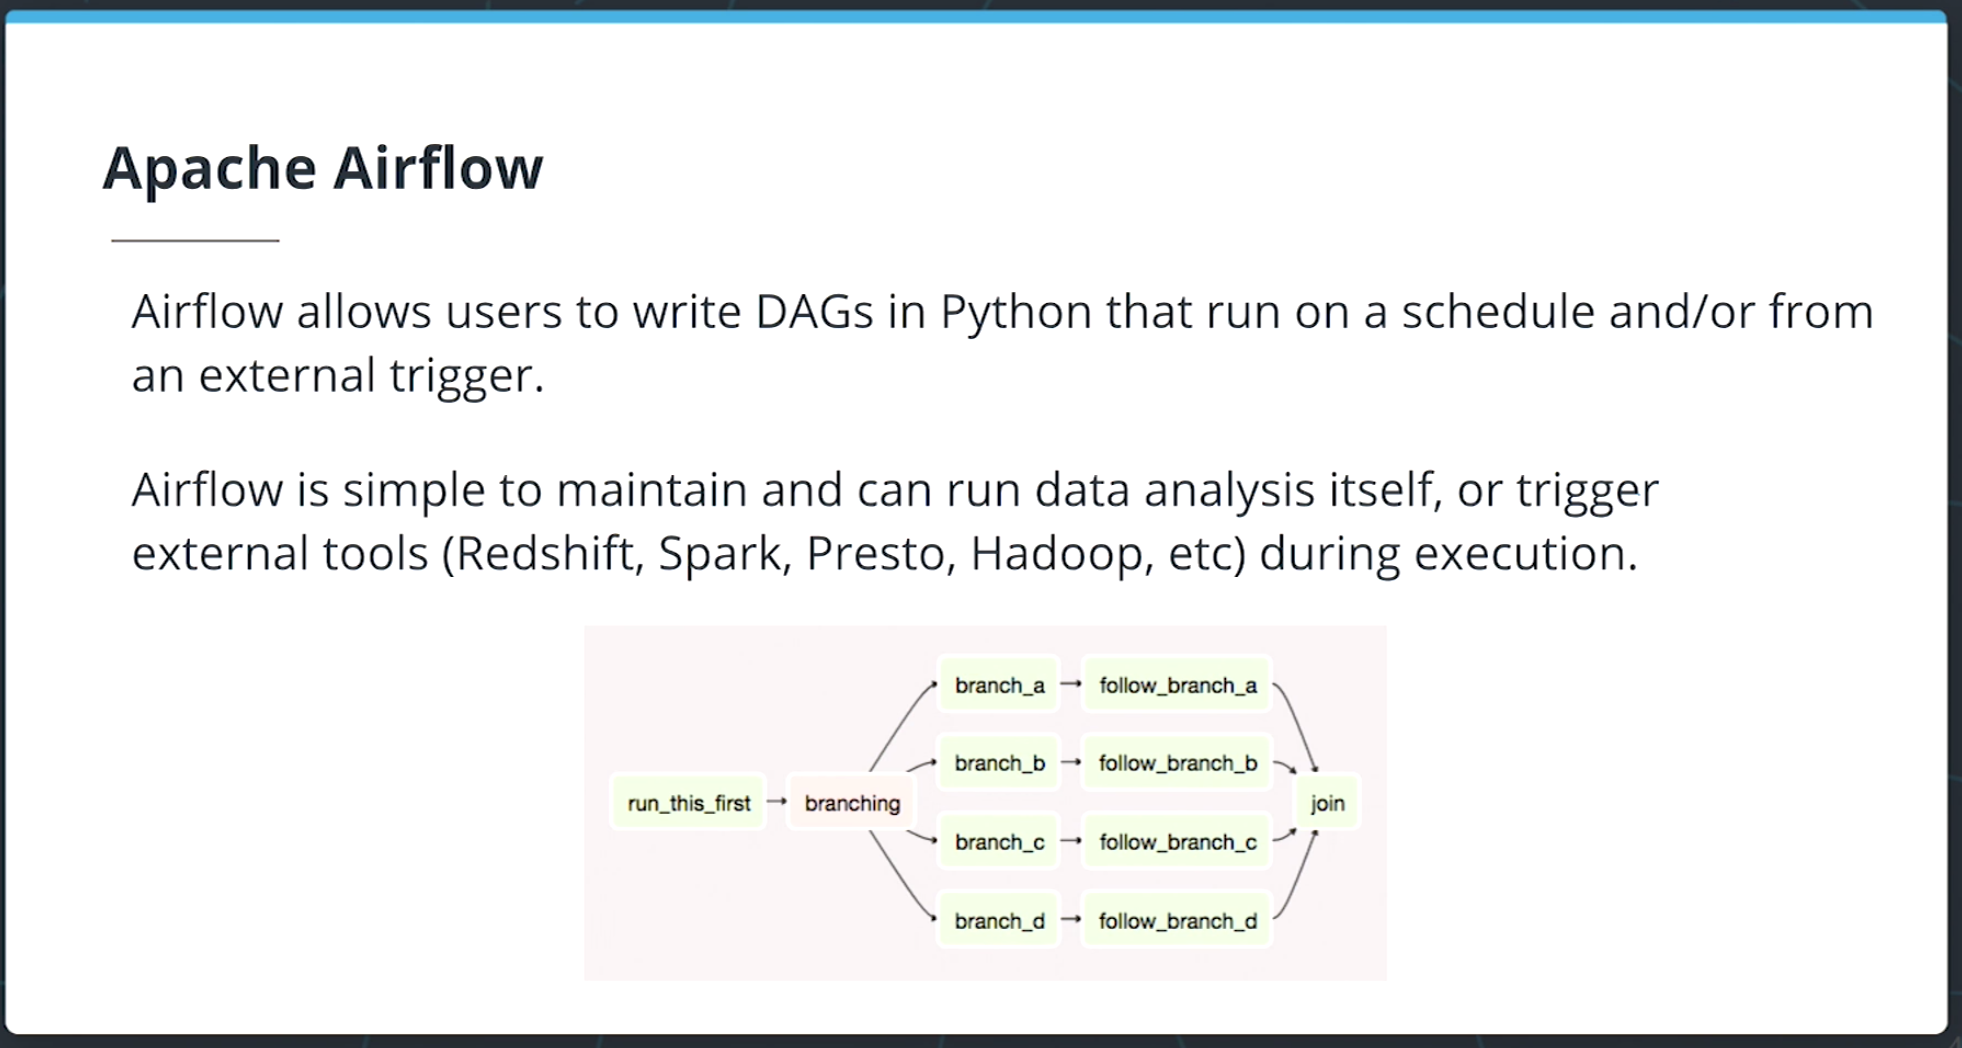 Apache Airflow
Airflow allows users to write DAGs in Python that run on a schedule and/or from
an external trigger.
Airflow is simple to maintain and can run data analysis itself, or trigger
external tools (Redshift, Spark, Presto, Hadoop, etc) during execution.
run_this_first
branching
branch_a
follow_branch_a
branch_b
follow_branch_b
branch_c
follow_branch_c
branch_d
follow_branch_d
join